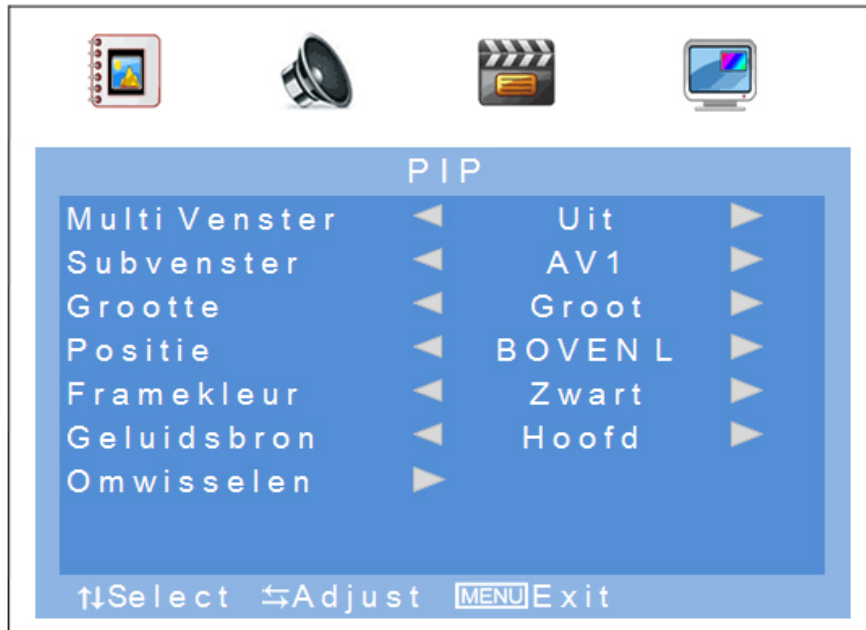 PIP
Multi Venster Uit
Subvenster AV1
Grootte Groot
Positie BOVEN L
Framekleur Zwart
Geluidsbron Hoofd
Omwisselen
Select Adjust MENU Exit